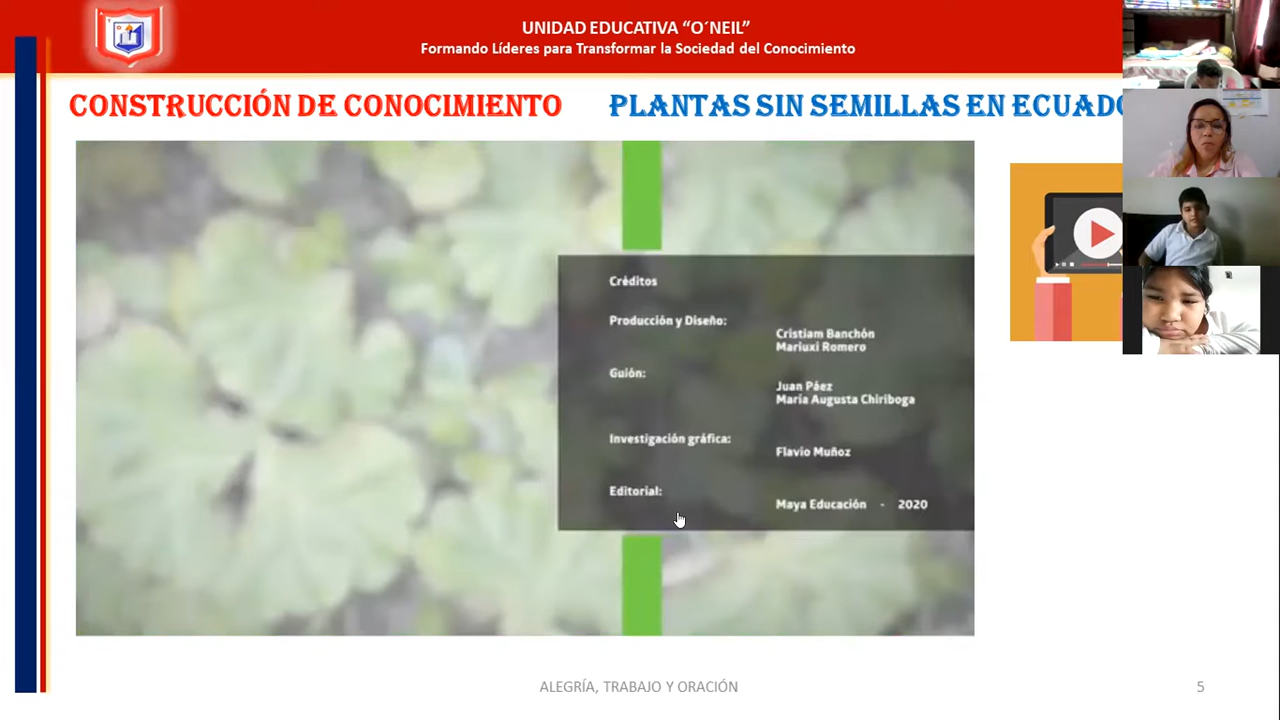 UNIDAD EDUCATIVA “O´NEIL”
Formando Líderes para Transformar la Sociedad del Conocimiento
CONSTRUCCIÓN DE CONOCIMIENTO
PLANTAS SIN SEMILLAS EN ECUADO
Créditos
Producción y Diseño:
Cristiam Banchón
Mariuxi Romero
Guión:
Juan Páez
María Augusta Chiriboga
Investigación gráfica:
Flavio Muñoz
Editorial:
Maya Educación - 2020
ALEGRÍA, TRABAJO Y ORACIÓN
5